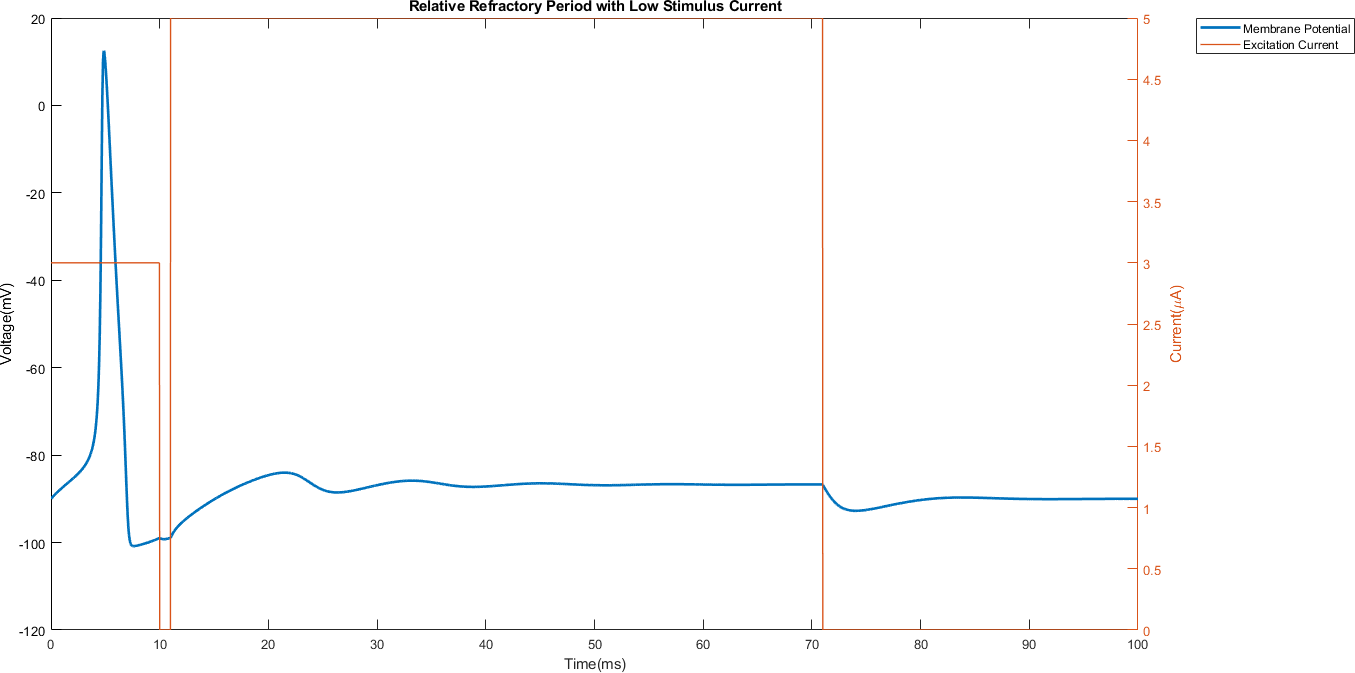 Relative Refractory Period with Low Stimulus Current
Membrane Potential
Excitation Current
20
0
-20
-40
-60
-80
-100
-120
Voltage(mV)
5
4.5
4
3.5
3
2.5
2
1.5
1
0.5
0
Current(μA)
0 10 20 30 40 50 60 70 80 90 100
Time(ms)